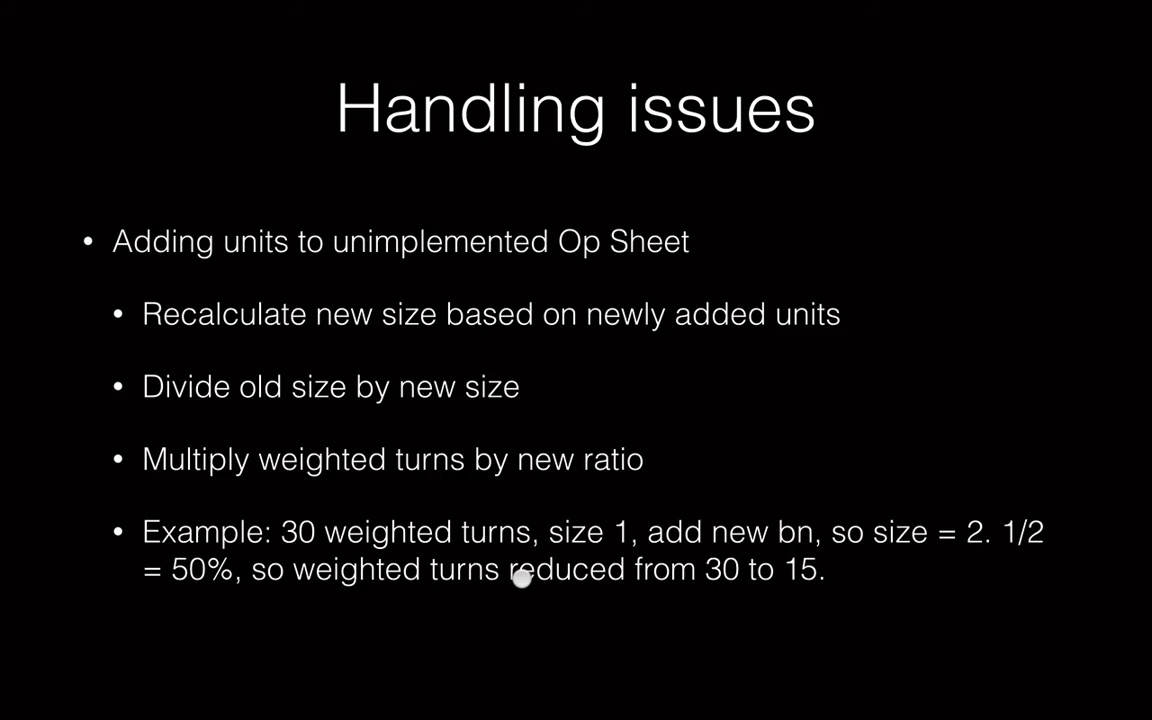 Handling issues
• Adding units to unimplemented Op Sheet
• Recalculate new size based on newly added units
• Divide old size by new size
• Multiply weighted turns by new ratio
• Example: 30 weighted turns, size 1, add new bn, so size = 2. 1/2
= 50%, so weighted turns reduced from 30 to 15.